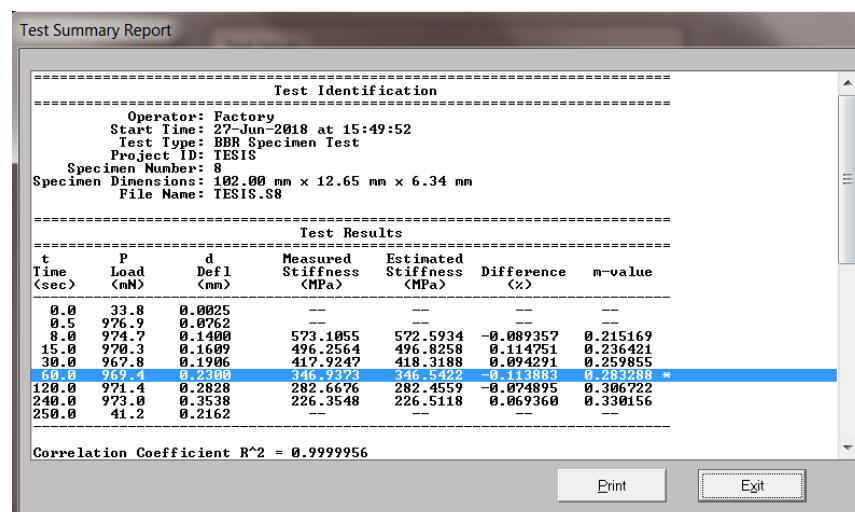 Test Summary Report
Test Identification
Operator: Factory
Start Time: 27-Jun-2018 at 15:49:52
Test Type: BBR Specimen Test
Project ID: TESIS
Specimen Number: 8
Specimen Dimensions: 102.00 mm x 12.65 mm x 6.34 mm
File Name: TESIS.S8
Test Results
t P d Measured Estimated
Time Load Defl Stiffness Stiffness Difference m-value
(sec) (mN) (mm) (MPa) (MPa) (%)
0.0 33.8 0.0025 -- -- -- --
0.5 976.9 0.0762 -- -- -- --
8.0 974.7 0.1400 573.1055 572.5934 -0.089357 0.215169
15.0 970.3 0.1609 496.2564 496.8258 0.114751 0.236421
30.0 967.8 0.1906 417.9247 418.3188 0.094291 0.259855
60.0 969.4 0.2300 346.9373 346.5422 -0.113883 0.283288 *
120.0 971.4 0.2828 282.6676 282.4559 -0.074895 0.306722
240.0 973.0 0.3538 226.3548 226.5118 0.069360 0.330156
250.0 41.2 0.2162 -- -- -- --
Correlation Coefficient R^2 = 0.9999956
Print Exit